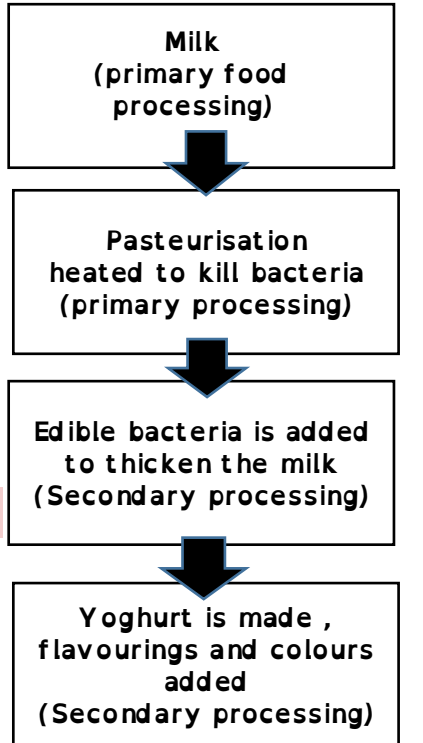 Milk
(primary food
processing)
Pasteurisation
heated to kill bacteria
(primary processing)
Edible bacteria is added
to thicken the milk
(Secondary processing)
Yoghurt is made ,
flavourings and colours
added
(Secondary processing)